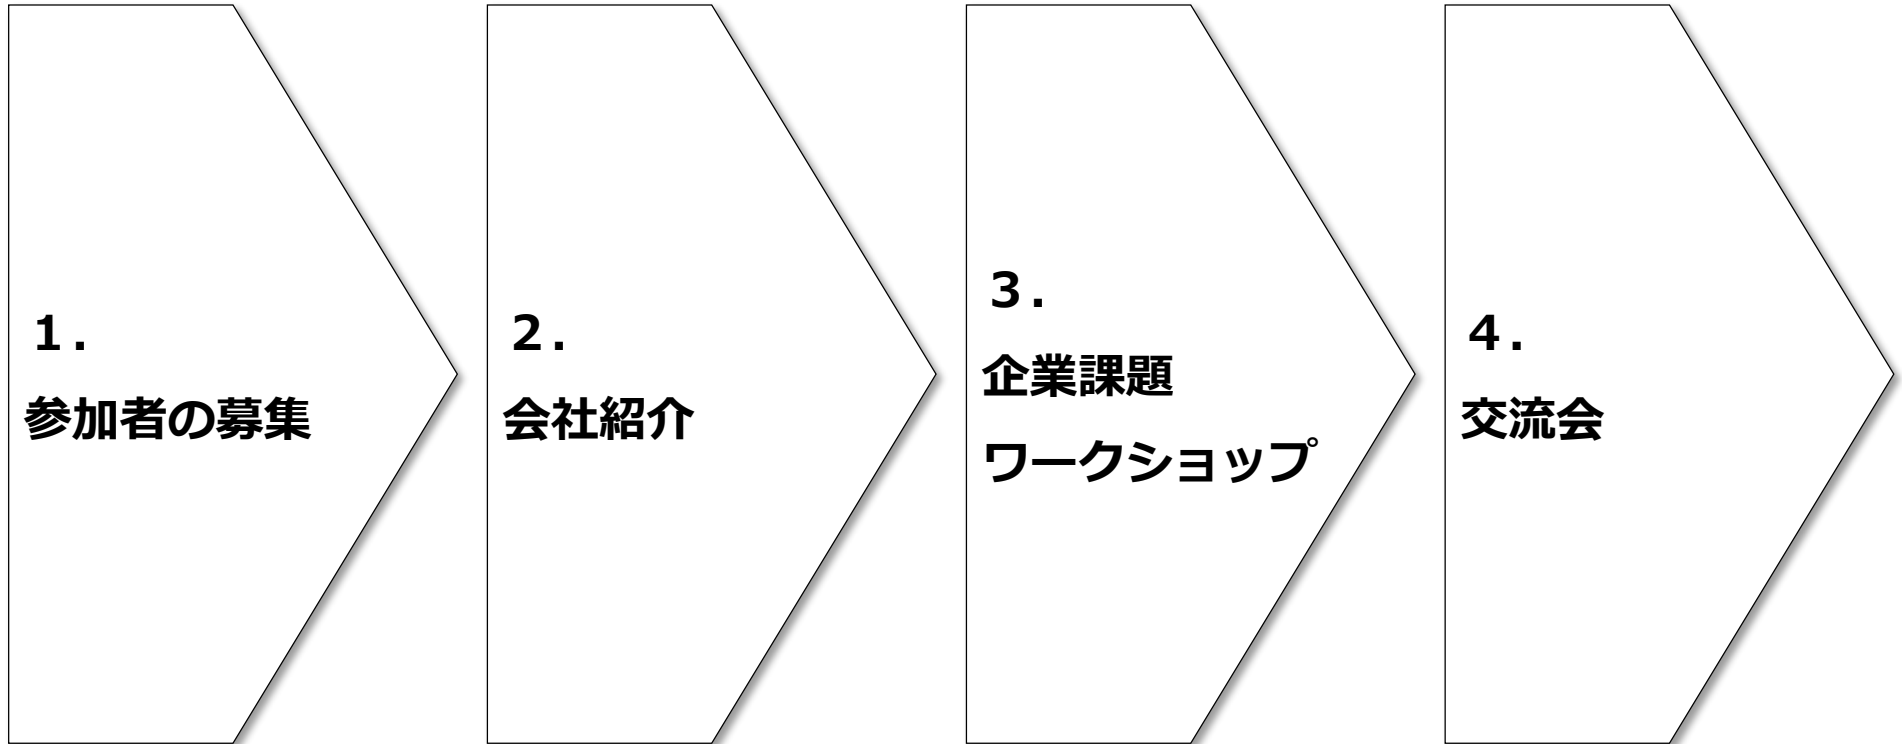 １.
参加者の募集
２.
会社紹介
３.
企業課題
ワークショップ
４.
交流会